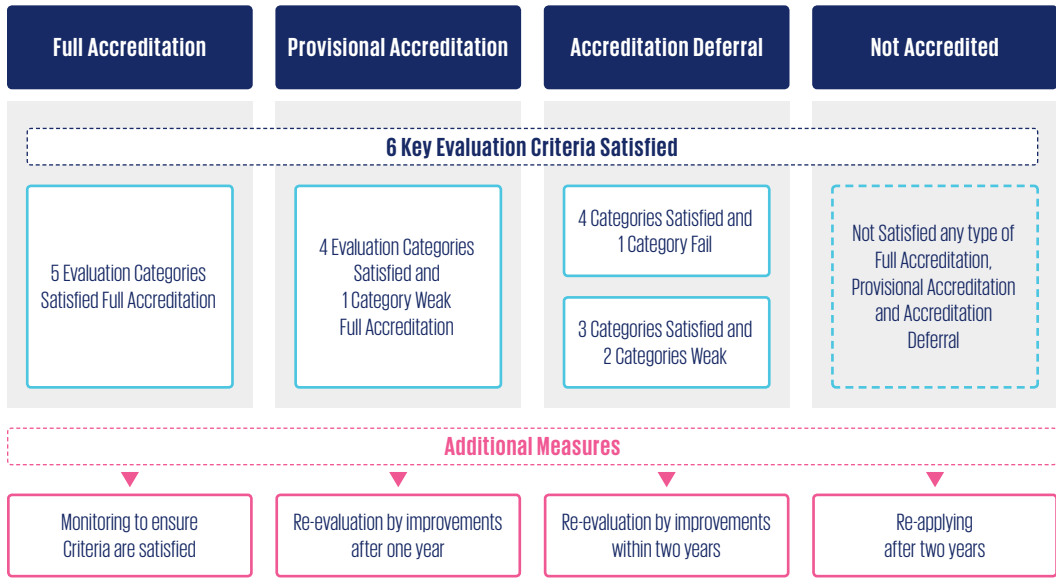 Full Accreditation
Provisional Accreditation
Accreditation Deferral
Not Accredited
6 Key Evaluation Criteria Satisfied
5 Evaluation Categories
Satisfied Full Accreditation
4 Evaluation Categories
Satisfied and
1 Category Weak
Full Accreditation
4 Categories Satisfied and
1 Category Fail
3 Categories Satisfied and
2 Categories Weak
Not Satisfied any type of
Full Accreditation,
Provisional Accreditation
and Accreditation
Deferral
Additional Measures
Monitoring to ensure
Criteria are satisfied
Re-evaluation by improvements
after one year
Re-evaluation by improvements
within two years
Re-applying
after two years